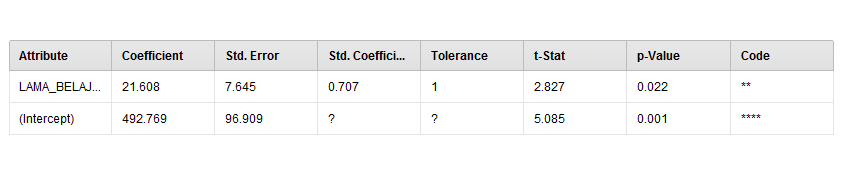 Attribute Coefficient Std. Error Std. Coeffici... Tolerance t-Stat p-Value Code
LAMA_BELAJ... 21.608 7.645 0.707 1 2.827 0.022 **
(Intercept) 492.769 96.909 ? ? 5.085 0.001 ****